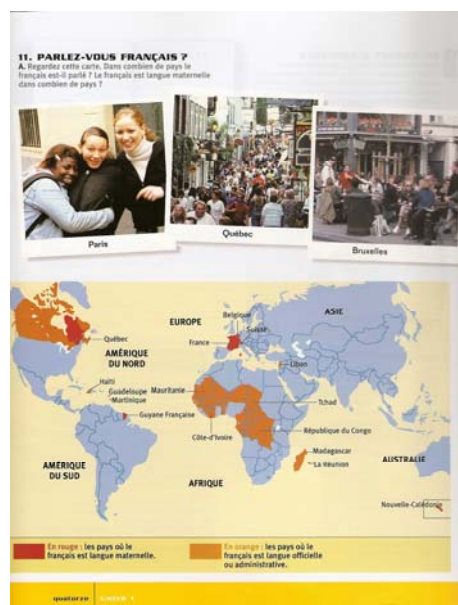 11. PARLEZ-VOUS FRANÇAIS ?
A. Regardez cette carte. Dans combien de pays le
français est-il parlé ? Le français est langue maternelle
dans combien de pays ?
Paris
Québec
Bruxelles
Belgique
EUROPE
ASIE
Suisse
Québec
France
AMÉRIQUE
DU NORD
Liban
Haïti
Guadeloupe
Martinique
Mauritanie
Tchad
Guyane Française
République du Congo
Côte-d'Ivoire
Madagascar
La Réunion
AMÉRIQUE
DU SUD
AUSTRALIE
AFRIQUE
Nouvelle-Calédonie
En rouge : les pays où le
français est langue maternelle.
En orange : les pays où le
français est langue officielle
ou administrative.
quatorze